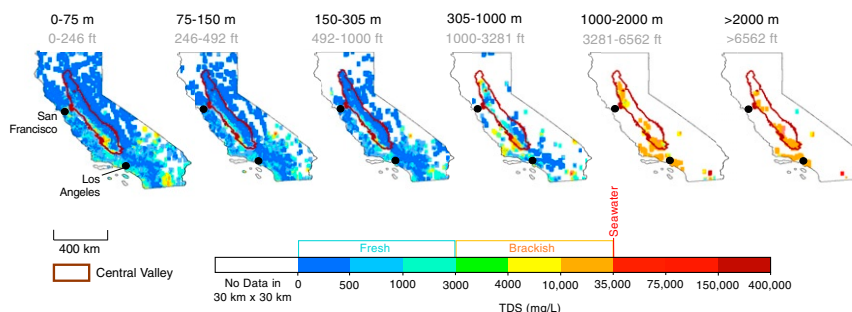 0-75 m
0-246 ft
75-150 m
246-492 ft
150-305 m
492-1000 ft
305-1000 m
1000-3281 ft
1000-2000 m
3281-6562 ft
>2000 m
>6562 ft
San
Francisco
Los
Angeles
400 km
Central Valley
Fresh
Brackish
Seawater
No Data in
30 km x 30 km
0
500
1000
3000
4000
10,000
35,000
75,000
150,000
400,000
TDS (mg/L)